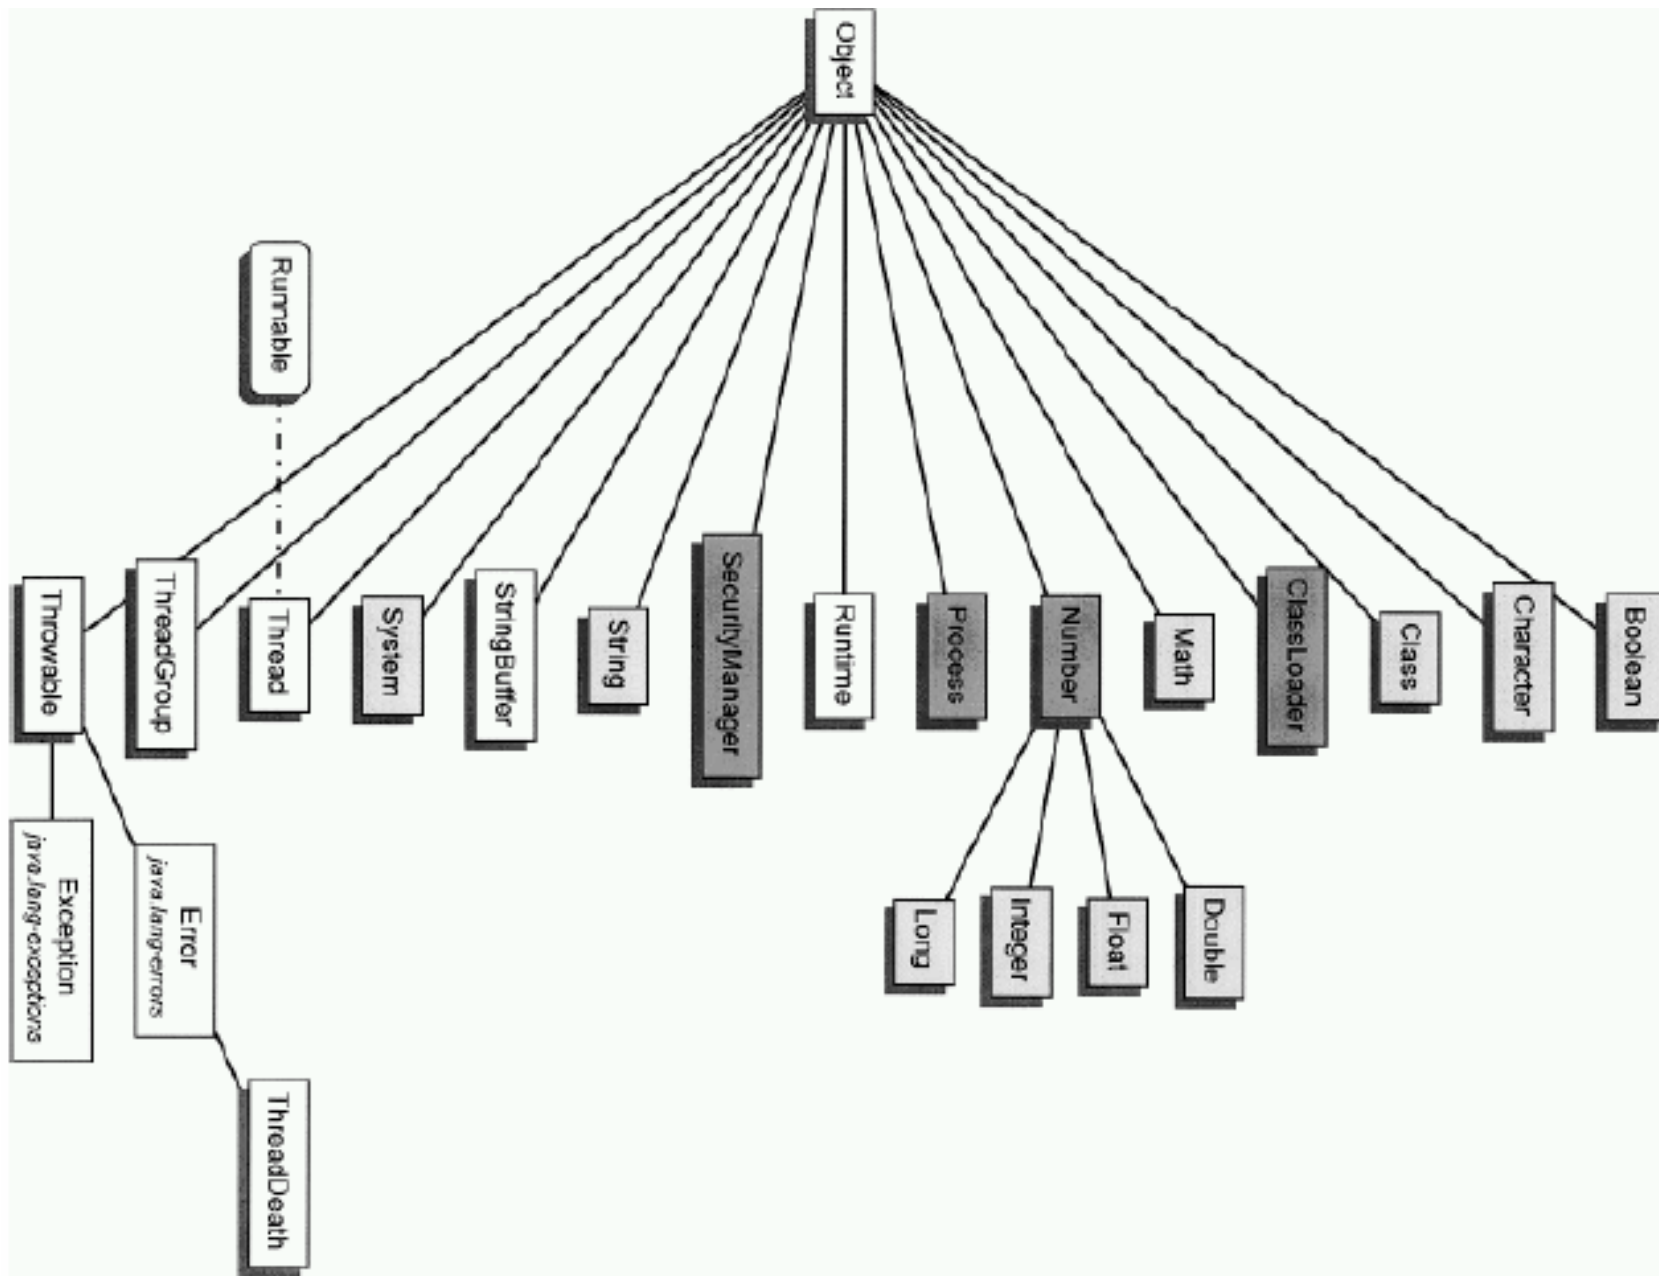 Object
Boolean
Character
Class
ClassLoader
Math
Number
Process
Runtime
SecurityManager
String
StringBuffer
System
Runnable
Thread
ThreadGroup
Throwable
Double
Float
Integer
Long
Error
java.lang-errors
Exception
java.lang-exceptions
ThreadDeath